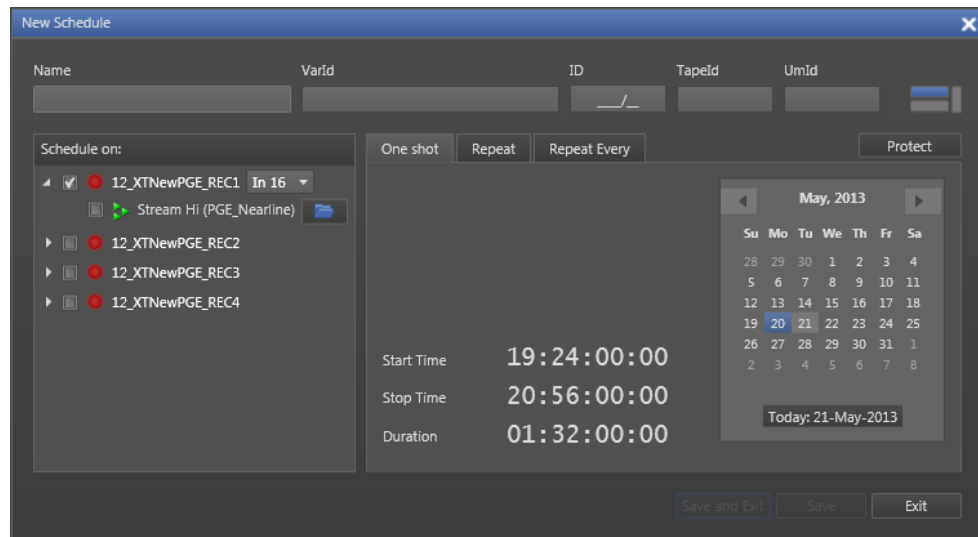 New Schedule
Name VarId ID TapeId UmId
__/_
Schedule on:
One shot Repeat Repeat Every Protect
12_XTNewPGE_REC1 In 16
Stream Hi (PGE_Nearline)
12_XTNewPGE_REC2
12_XTNewPGE_REC3
12_XTNewPGE_REC4
Start Time 19:24:00:00
Stop Time 20:56:00:00
Duration 01:32:00:00
May, 2013
Su Mo Tu We Th Fr Sa
28 29 30 1 2 3 4
5 6 7 8 9 10 11
12 13 14 15 16 17 18
19 20 21 22 23 24 25
26 27 28 29 30 31 1
2 3 4 5 6 7 8
Today: 21-May-2013
Save and Exit Save Exit